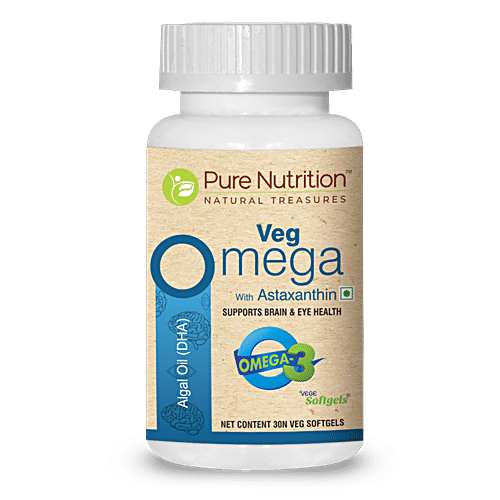 Pure Nutrition™
NATURAL TREASURES
Veg
Omega
With Astaxanthin
SUPPORTS BRAIN & EYE HEALTH
Algal Oil (DHA)
OMEGA-3
VEGE
Softgels
NET CONTENT 30N VEG SOFTGELS